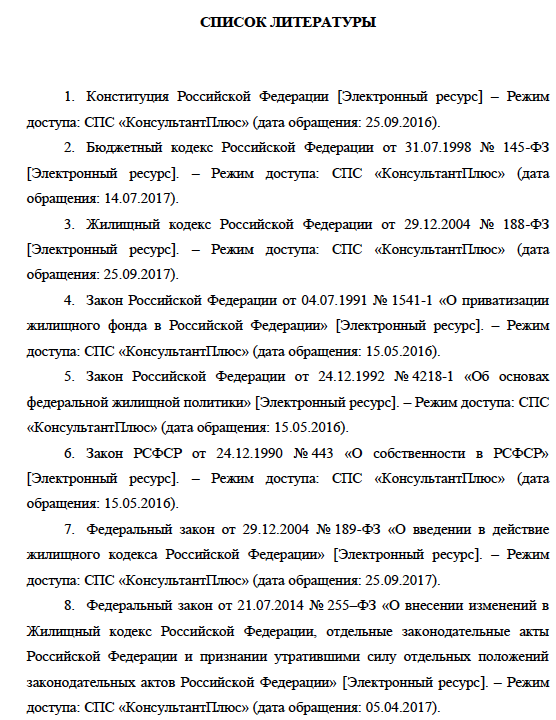 СПИСОК ЛИТЕРАТУРЫ
1. Конституция Российской Федерации [Электронный ресурс] – Режим
доступа: СПС «КонсультантПлюс» (дата обращения: 25.09.2016).
2. Бюджетный кодекс Российской Федерации от 31.07.1998 № 145-ФЗ
[Электронный ресурс]. – Режим доступа: СПС «КонсультантПлюс» (дата
обращения: 14.07.2017).
3. Жилищный кодекс Российской Федерации от 29.12.2004 № 188-ФЗ
[Электронный ресурс]. – Режим доступа: СПС «КонсультантПлюс» (дата
обращения: 25.09.2017).
4. Закон Российской Федерации от 04.07.1991 № 1541-1 «О приватизации
жилищного фонда в Российской Федерации» [Электронный ресурс]. – Режим
доступа: СПС «КонсультантПлюс» (дата обращения: 15.05.2016).
5. Закон Российской Федерации от 24.12.1992 № 4218-1 «Об основах
федеральной жилищной политики» [Электронный ресурс]. – Режим доступа: СПС
«КонсультантПлюс» (дата обращения: 15.05.2016).
6. Закон РСФСР от 24.12.1990 № 443 «О собственности в РСФСР»
[Электронный ресурс]. – Режим доступа: СПС «КонсультантПлюс» (дата
обращения: 15.05.2016).
7. Федеральный закон от 29.12.2004 № 189-ФЗ «О введении в действие
жилищного кодекса Российской Федерации» [Электронный ресурс]. – Режим
доступа: СПС «КонсультантПлюс» (дата обращения: 25.09.2017).
8. Федеральный закон от 21.07.2014 № 255–ФЗ «О внесении изменений в
Жилищный кодекс Российской Федерации, отдельные законодательные акты
Российской Федерации и признании утратившими силу отдельных положений
законодательных актов Российской Федерации» [Электронный ресурс]. – Режим
доступа: СПС «КонсультантПлюс» (дата обращения: 05.04.2017).